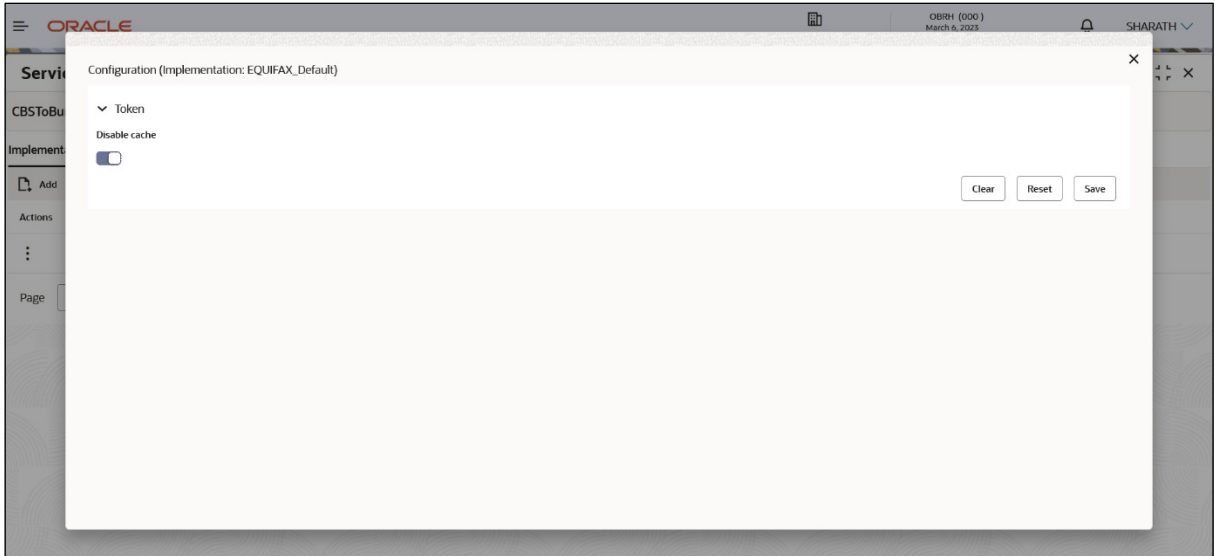 ORACLE
OBRH (000 )
March 6, 2023
SHARATH
Servi
Configuration (Implementation: EQUIFAX_Default)
CBSToBu
Token
Disable cache
Implement
Add
Clear
Reset
Save
Actions
Page